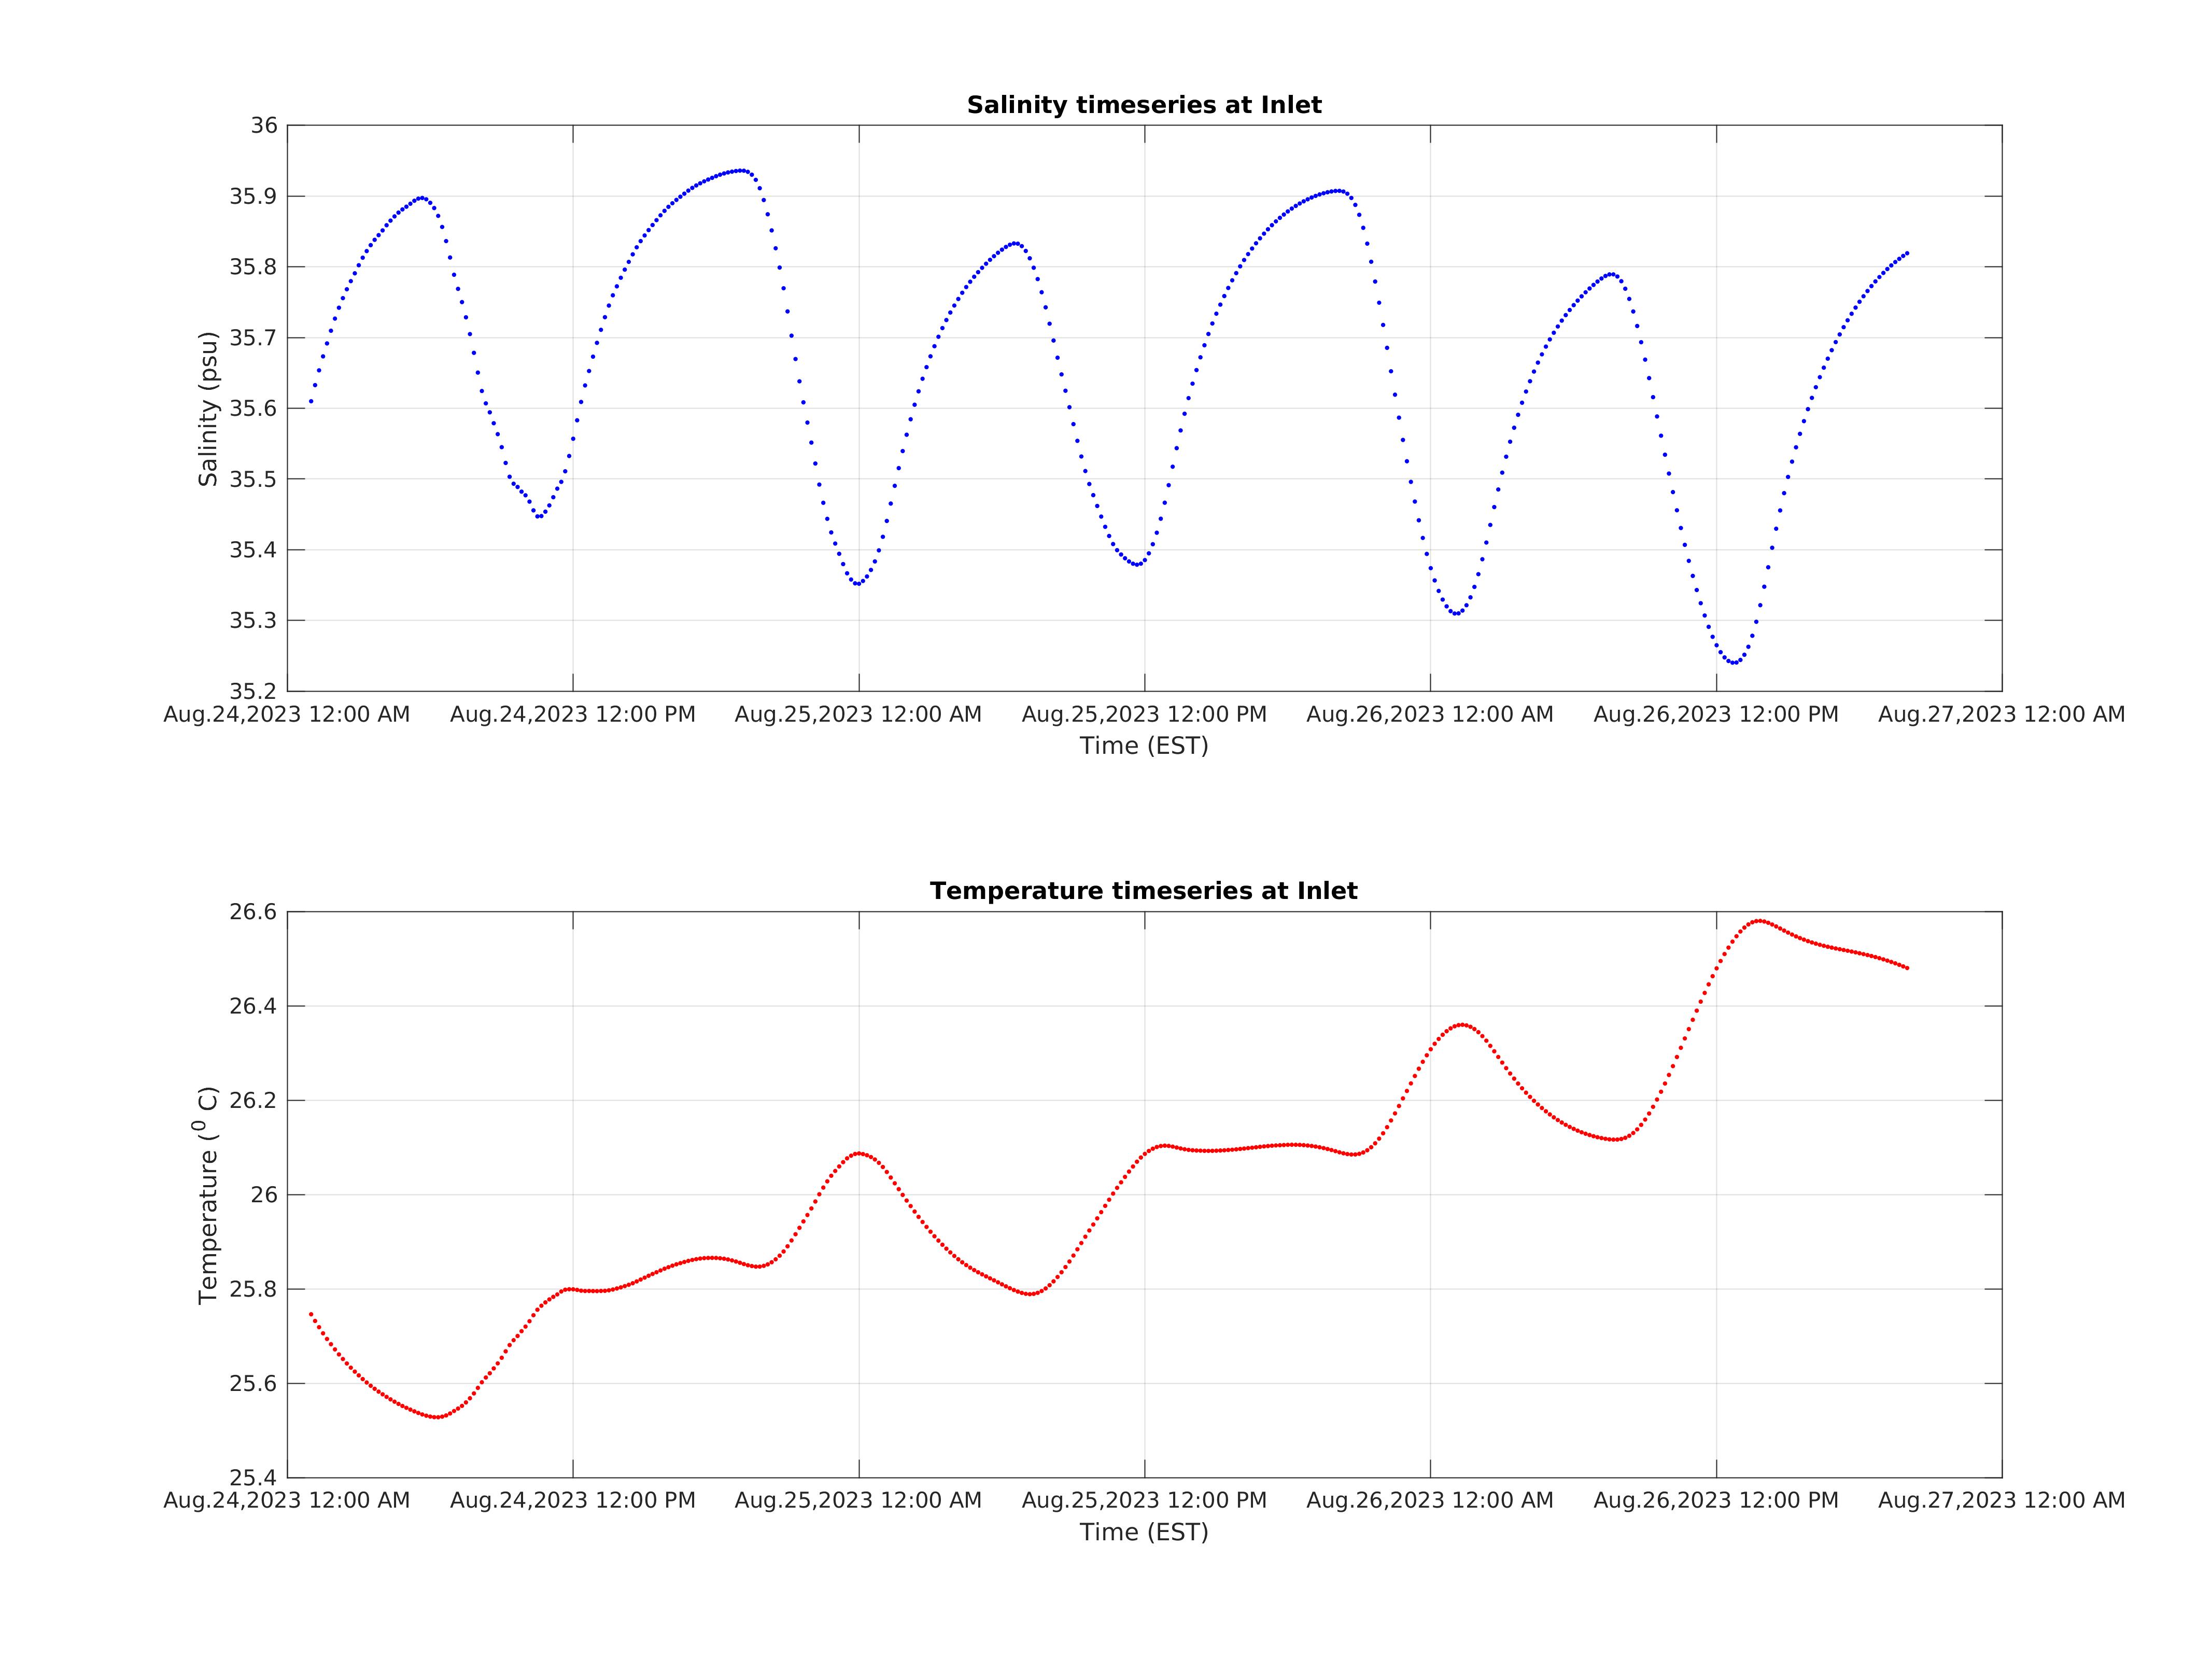 Salinity timeseries at Inlet
36
35.9
35.8
35.7
35.6
35.5
35.4
35.3
35.2
Salinity (psu)
Aug.24,2023 12:00 AM Aug.24,2023 12:00 PM Aug.25,2023 12:00 AM Aug.25,2023 12:00 PM Aug.26,2023 12:00 AM Aug.26,2023 12:00 PM Aug.27,2023 12:00 AM
Time (EST)
Temperature timeseries at Inlet
26.6
26.4
26.2
26
25.8
25.6
25.4
Temperature (⁰ C)
Aug.24,2023 12:00 AM Aug.24,2023 12:00 PM Aug.25,2023 12:00 AM Aug.25,2023 12:00 PM Aug.26,2023 12:00 AM Aug.26,2023 12:00 PM Aug.27,2023 12:00 AM
Time (EST)